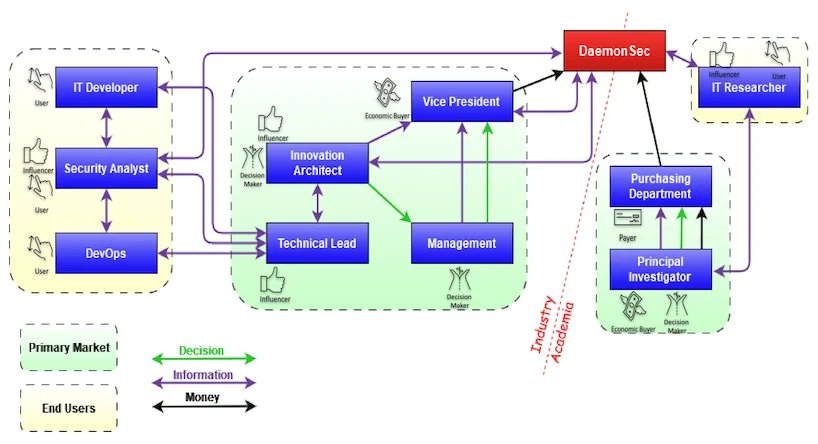 DaemonSec
IT Developer
User
Security Analyst
Influencer
User
DevOps
User
Vice President
Economic Buyer
Influencer
Innovation
Architect
Decision
Maker
Technical Lead
Influencer
Management
Decision
Maker
Influencer
User
IT Researcher
Purchasing
Department
Payer
Principal
Investigator
Economic Buyer
Decision
Maker
Industry
Academia
Primary Market
End Users
Decision
Information
Money